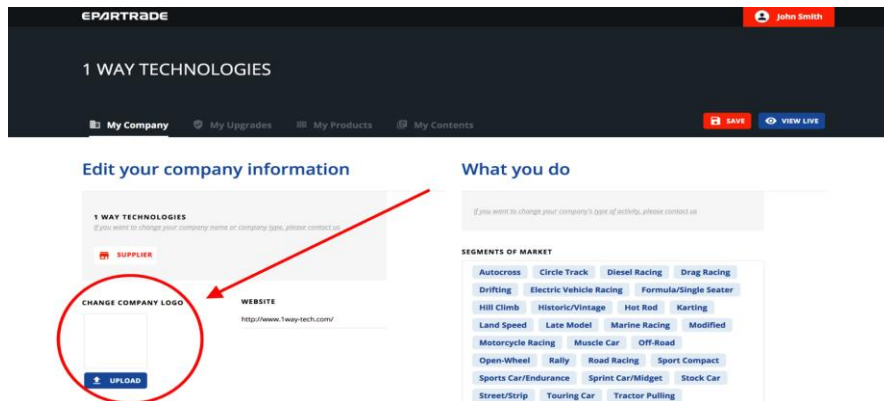 EPARTRADE
John Smith
1 WAY TECHNOLOGIES
My Company My Upgrades My Products My Contents
SAVE VIEW LIVE
Edit your company information
1 WAY TECHNOLOGIES
If you want to change your company name or company type, please contact us
SUPPLIER
CHANGE COMPANY LOGO WEBSITE
http://www.1way-tech.com/
UPLOAD
What you do
If you want to change your company's type of activity, please contact us
SEGMENTS OF MARKET
Autocross Circle Track Diesel Racing Drag Racing
Drifting Electric Vehicle Racing Formula/Single Seater
Hill Climb Historic/Vintage Hot Rod Karting
Land Speed Late Model Marine Racing Modified
Motorcycle Racing Muscle Car Off-Road
Open-Wheel Rally Road Racing Sport Compact
Sports Car/Endurance Sprint Car/Midget Stock Car
Street/Strip Touring Car Tractor Pulling